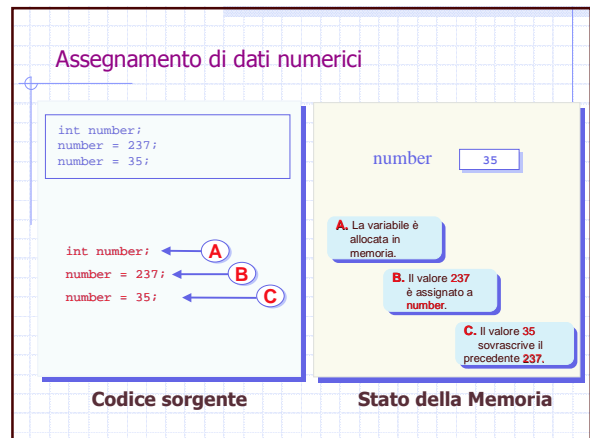 Assegnamento di dati numerici
int number;
number = 237;
number = 35;
int number;
A
number = 237;
B
number = 35;
C
Codice sorgente
number
35
A. La variabile è
allocata in
memoria.
B. Il valore 237
è assignato a
number.
C. Il valore 35
sovrascrive il
precedente 237.
Stato della Memoria